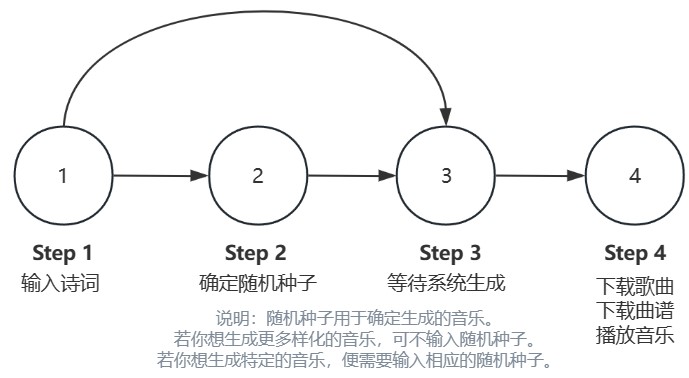 1
2
3
4
Step 1
Step 2
Step 3
Step 4
输入诗词
确定随机种子
等待系统生成
下载歌曲
下载曲谱
播放音乐
说明：随机种子用于确定生成的音乐。
若你想生成更多样化的音乐，可不输入随机种子。
若你想生成特定的音乐，便需要输入相应的随机种子。